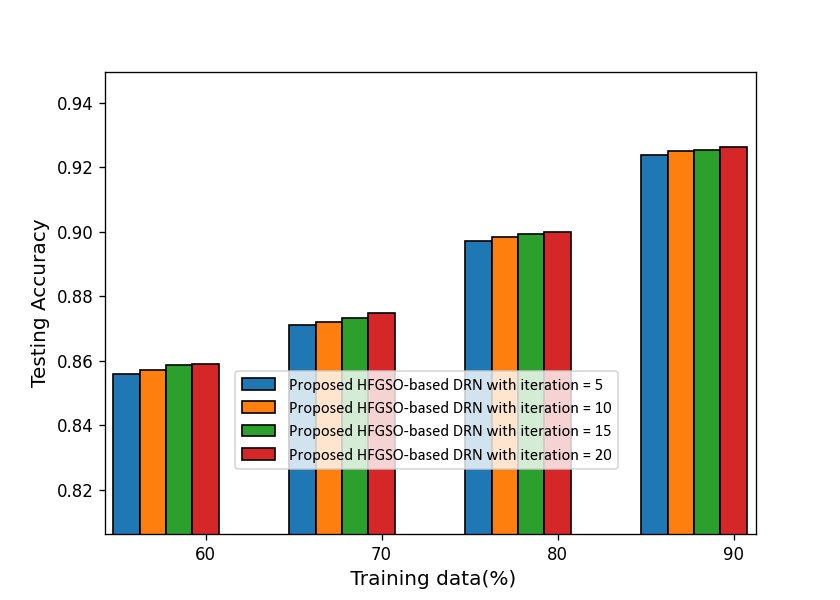 0.94
0.92
0.90
0.88
0.86
0.84
0.82
Testing Accuracy
Proposed HFGSO-based DRN with iteration = 5
Proposed HFGSO-based DRN with iteration = 10
Proposed HFGSO-based DRN with iteration = 15
Proposed HFGSO-based DRN with iteration = 20
60 70 80 90
Training data(%)